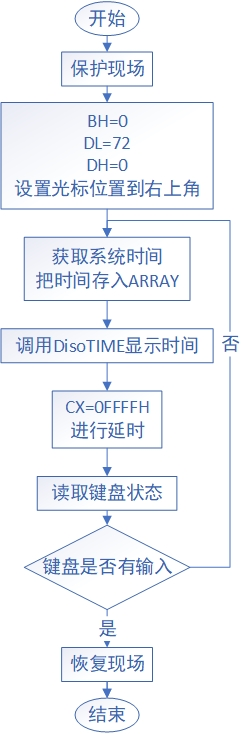 开始
保护现场
BH=0
DL=72
DH=0
设置光标位置到右上角
获取系统时间
把时间存入ARRAY
调用DisoTIME显示时间
否
CX=0FFFFH
进行延时
读取键盘状态
键盘是否有输入
是
恢复现场
结束